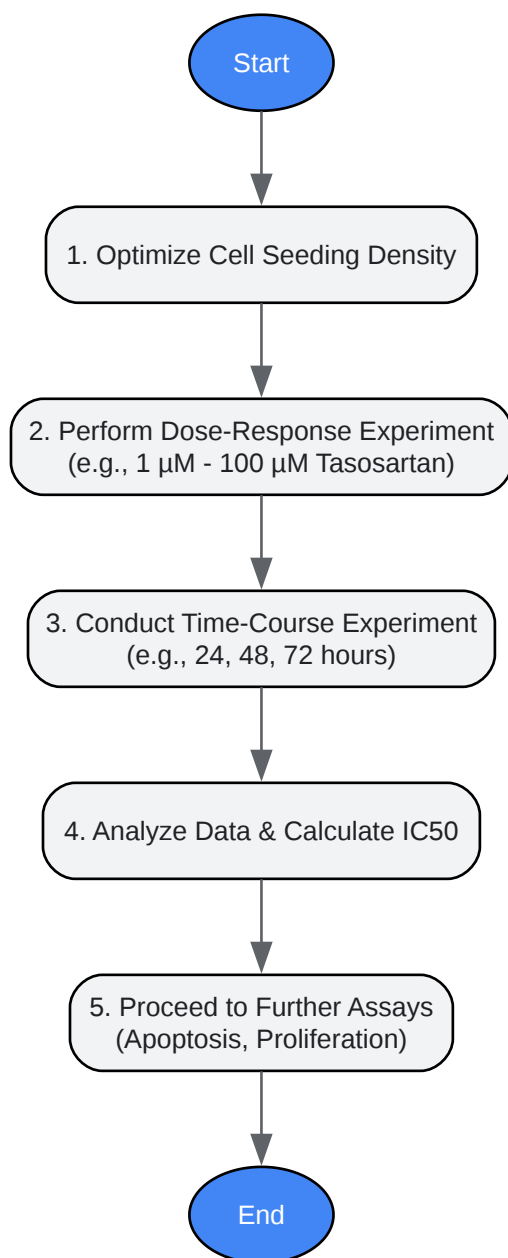 Start
1. Optimize Cell Seeding Density
2. Perform Dose-Response Experiment
(e.g., 1 µM - 100 µM Tasosartan)
3. Conduct Time-Course Experiment
(e.g., 24, 48, 72 hours)
4. Analyze Data & Calculate IC50
5. Proceed to Further Assays
(Apoptosis, Proliferation)
End